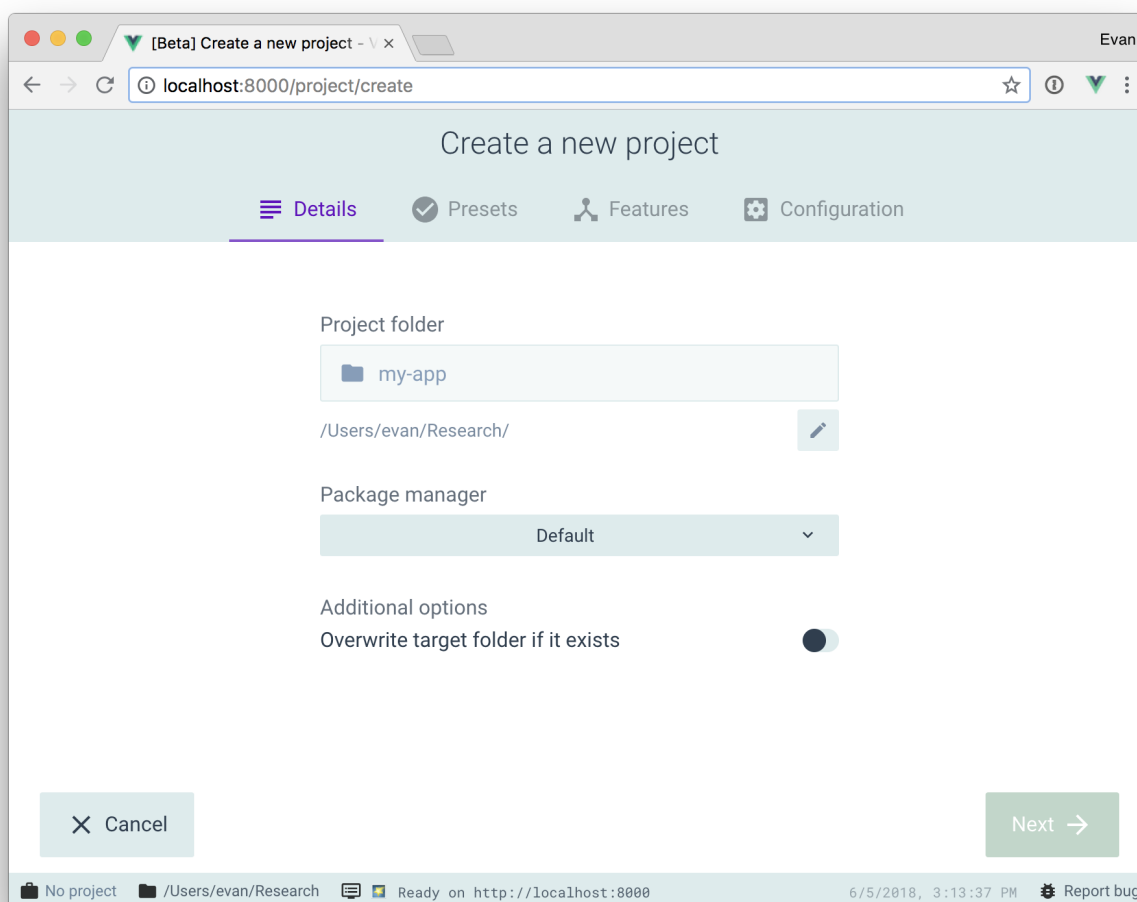 [Beta] Create a new project - V
Evan
localhost:8000/project/create
Create a new project
Details Presets Features Configuration
Project folder
my-app
/Users/evan/Research/
Package manager
Default
Additional options
Overwrite target folder if it exists
Cancel
Next
No project /Users/evan/Research Ready on http://localhost:8000 6/5/2018, 3:13:37 PM Report bug